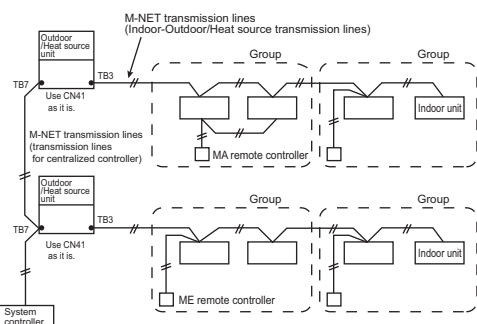 M-NET transmission lines
(Indoor-Outdoor/Heat source transmission lines)
Outdoor
/Heat source
unit
TB7
TB3
Use CN41
as it is.
Group
Group
Indoor unit
MA remote controller
M-NET transmission lines
(transmission lines
for centralized controller)
Outdoor
/Heat source
unit
TB7
TB3
Use CN41
as it is.
Group
Group
Indoor unit
ME remote controller
System
controller